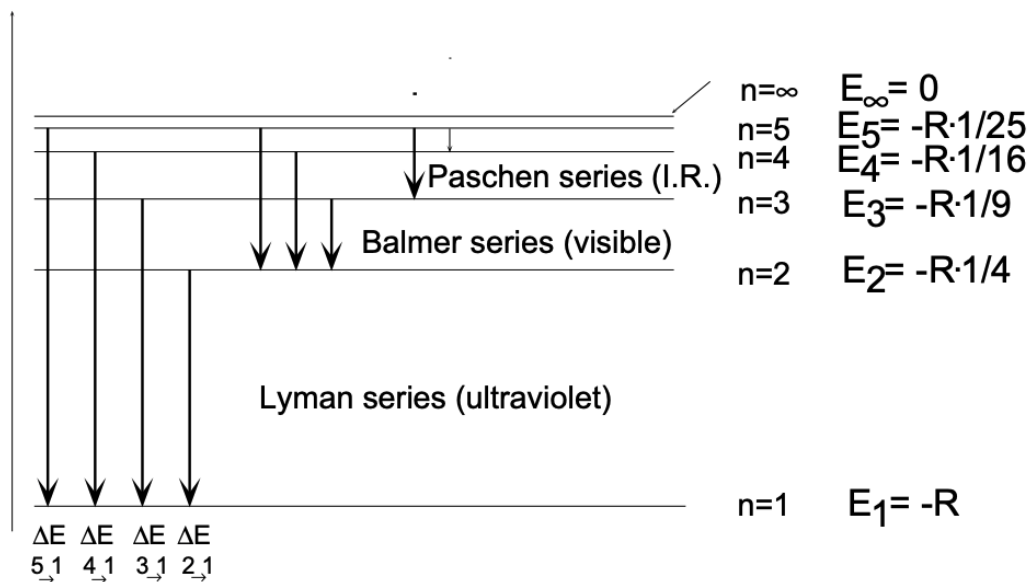 n=∞ E∞= 0
n=5 E5= -R·1/25
n=4 E4= -R·1/16
Paschen series (I.R.)
n=3 E3= -R·1/9
Balmer series (visible)
n=2 E2= -R·1/4
Lyman series (ultraviolet)
n=1 E1= -R
ΔE ΔE ΔE ΔE
5→1 4→1 3→1 2→1